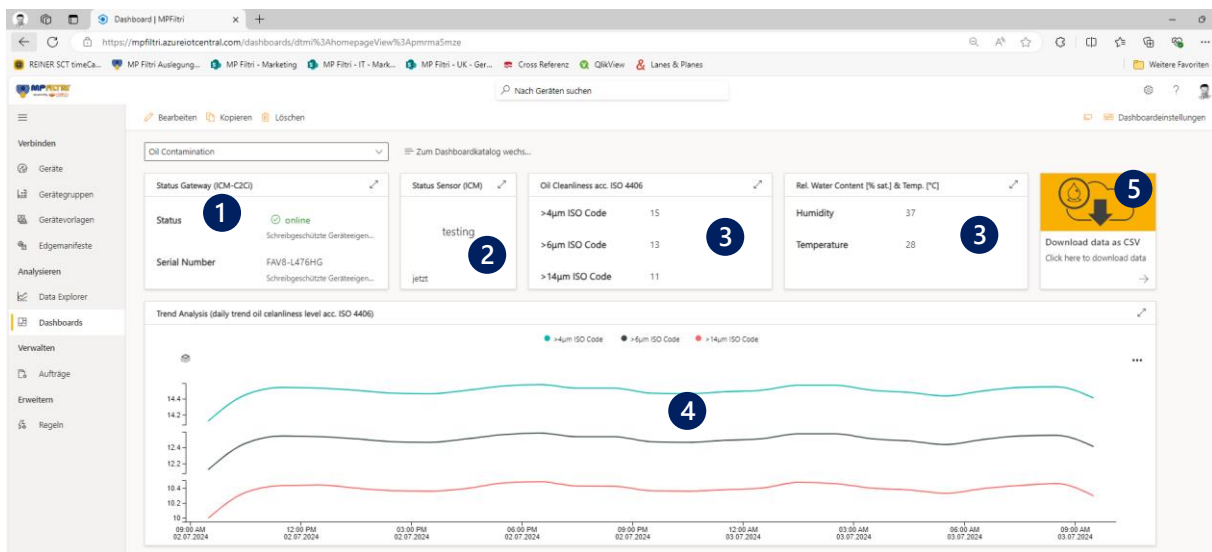 Dashboard | MPFiltri
https://mpfiltri.azureiotcentral.com/dashboards/dtmi%3AhomepageView%3Apmrma5mze
REINER SCT timeCa... MP Filtri Auslegung... MP Filtri - Marketing MP Filtri - IT - Mark... MP Filtri - UK - Ger... Cross Referenz QlikView Lanes & Planes Weitere Favoriten
MP FILTRI Nach Geräten suchen ?
Bearbeiten Kopieren Löschen Dashboardeinstellungen
Verbinden
Geräte
Gerätegruppen
Gerätevorlagen
Edgemanifeste
Analysieren
Data Explorer
Dashboards
Verwalten
Aufträge
Erweitern
Regeln
Oil Contamination Zum Dashboardkatalog wechs...
Status Gateway (ICM-C2Ci)
Status 1 online
Schreibgeschützte Geräteeigen...
Serial Number FAV8-L476HG
Schreibgeschützte Geräteeigen...
Status Sensor (ICM)
testing
2
jetzt
Oil Cleanliness acc. ISO 4406
>4µm ISO Code 15
>6µm ISO Code 13 3
>14µm ISO Code 11
Rel. Water Content [% sat.] & Temp. [°C]
Humidity 37
3
Temperature 28
5
Download data as CSV
Click here to download data
Trend Analysis (daily trend oil celanliness level acc. ISO 4406)
>4µm ISO Code >6µm ISO Code >14µm ISO Code
14.4
14.2
4
12.4
12.2
10.4
10.2
10
09:00 AM 12:00 PM 03:00 PM 06:00 PM 09:00 PM 12:00 AM 03:00 AM 06:00 AM 09:00 AM
02.07.2024 02.07.2024 02.07.2024 02.07.2024 02.07.2024 03.07.2024 03.07.2024 03.07.2024 03.07.2024